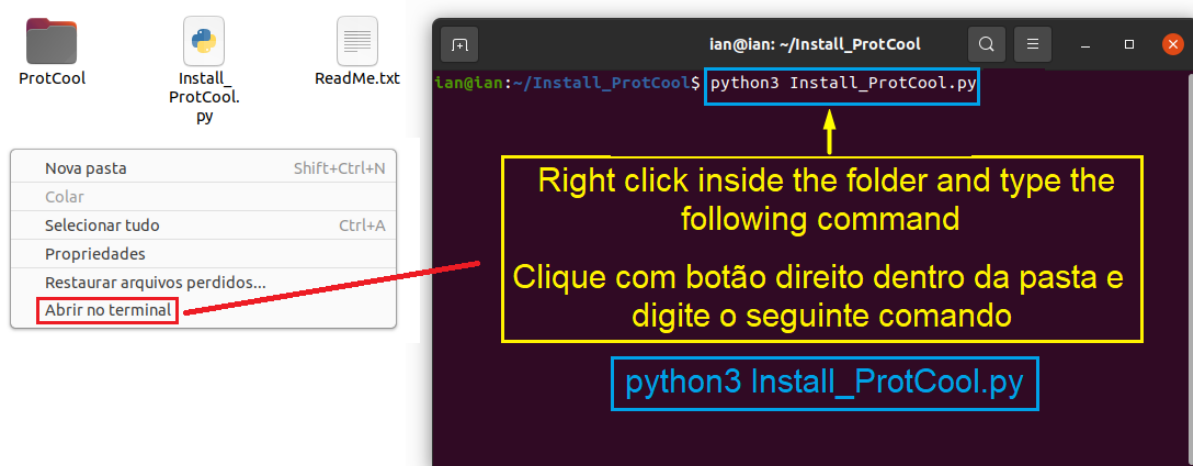 ProtCool
Install_
ProtCool.
py
ReadMe.txt
Nova pasta Shift+Ctrl+N
Colar
Selecionar tudo Ctrl+A
Propriedades
Restaurar arquivos perdidos...
Abrir no terminal
ian@ian: ~/Install_ProtCool
ian@ian:~/Install_ProtCool$ python3 Install_ProtCool.py
Right click inside the folder and type the
following command
Clique com botão direito dentro da pasta e
digite o seguinte comando
python3 Install_ProtCool.py